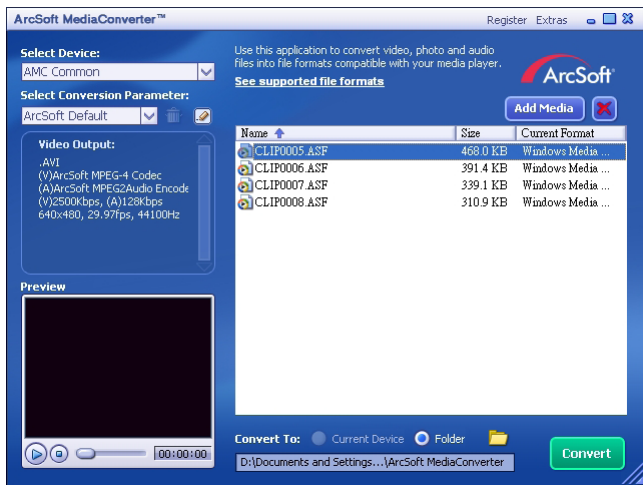 ArcSoft MediaConverter™
Register Extras
Select Device:
AMC Common
Select Conversion Parameter:
ArcSoft Default
Video Output:
.AVI
(V)ArcSoft MPEG-4 Codec
(A)ArcSoft MPEG2Audio Encode
(V)2500Kbps, (A)128Kbps
640x480, 29.97fps, 44100Hz
Preview
00:00:00
Use this application to convert video, photo and audio
files into file formats compatible with your media player.
See supported file formats
ArcSoft®
Add Media
Name Size Current Format
CLIP0005.ASF 468.0 KB Windows Media ...
CLIP0006.ASF 391.4 KB Windows Media ...
CLIP0007.ASF 339.1 KB Windows Media ...
CLIP0008.ASF 310.9 KB Windows Media ...
Convert To: Current Device Folder
D:\Documents and Settings...\ArcSoft MediaConverter
Convert